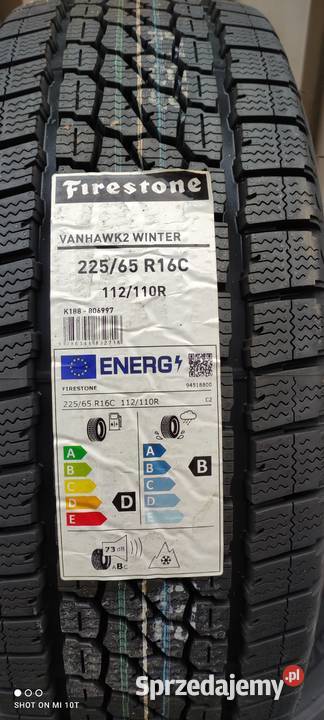 Firestone
VANHAWK2 WINTER
225/65 R16C
112/110R
K188 - 806997
ENERG
FIRESTONE 94518800
225/65 R16C 112/110R C2
A
B
C
D
E
D
A
B
C
D
E
B
73 dB
ABC
SHOT ON MI 10T
Sprzedajemy.pl